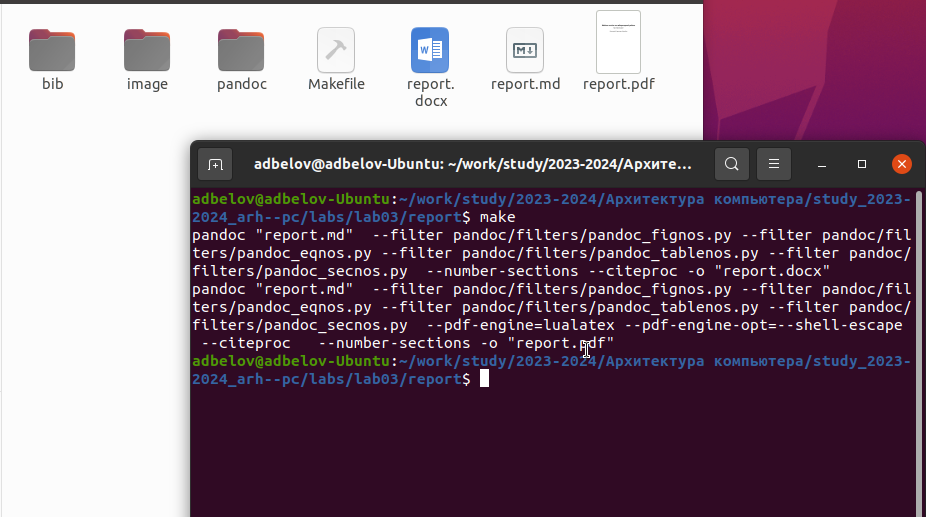 bib image pandoc Makefile report. report.md report.pdf
docx
adbelov@adbelov-Ubuntu: ~/work/study/2023-2024/Архите...
adbelov@adbelov-Ubuntu:~/work/study/2023-2024/Архитектура компьютера/study_2023-
2024_arh--pc/labs/lab03/report$ make
pandoc "report.md"  --filter pandoc/filters/pandoc_fignos.py --filter pandoc/fil
ters/pandoc_eqnos.py --filter pandoc/filters/pandoc_tablenos.py --filter pandoc/
filters/pandoc_secnos.py  --number-sections --citeproc -o "report.docx"
pandoc "report.md"  --filter pandoc/filters/pandoc_fignos.py --filter pandoc/fil
ters/pandoc_eqnos.py --filter pandoc/filters/pandoc_tablenos.py --filter pandoc/
filters/pandoc_secnos.py  --pdf-engine=lualatex --pdf-engine-opt=--shell-escape
 --citeproc   --number-sections -o "report.pdf"
adbelov@adbelov-Ubuntu:~/work/study/2023-2024/Архитектура компьютера/study_2023-
2024_arh--pc/labs/lab03/report$